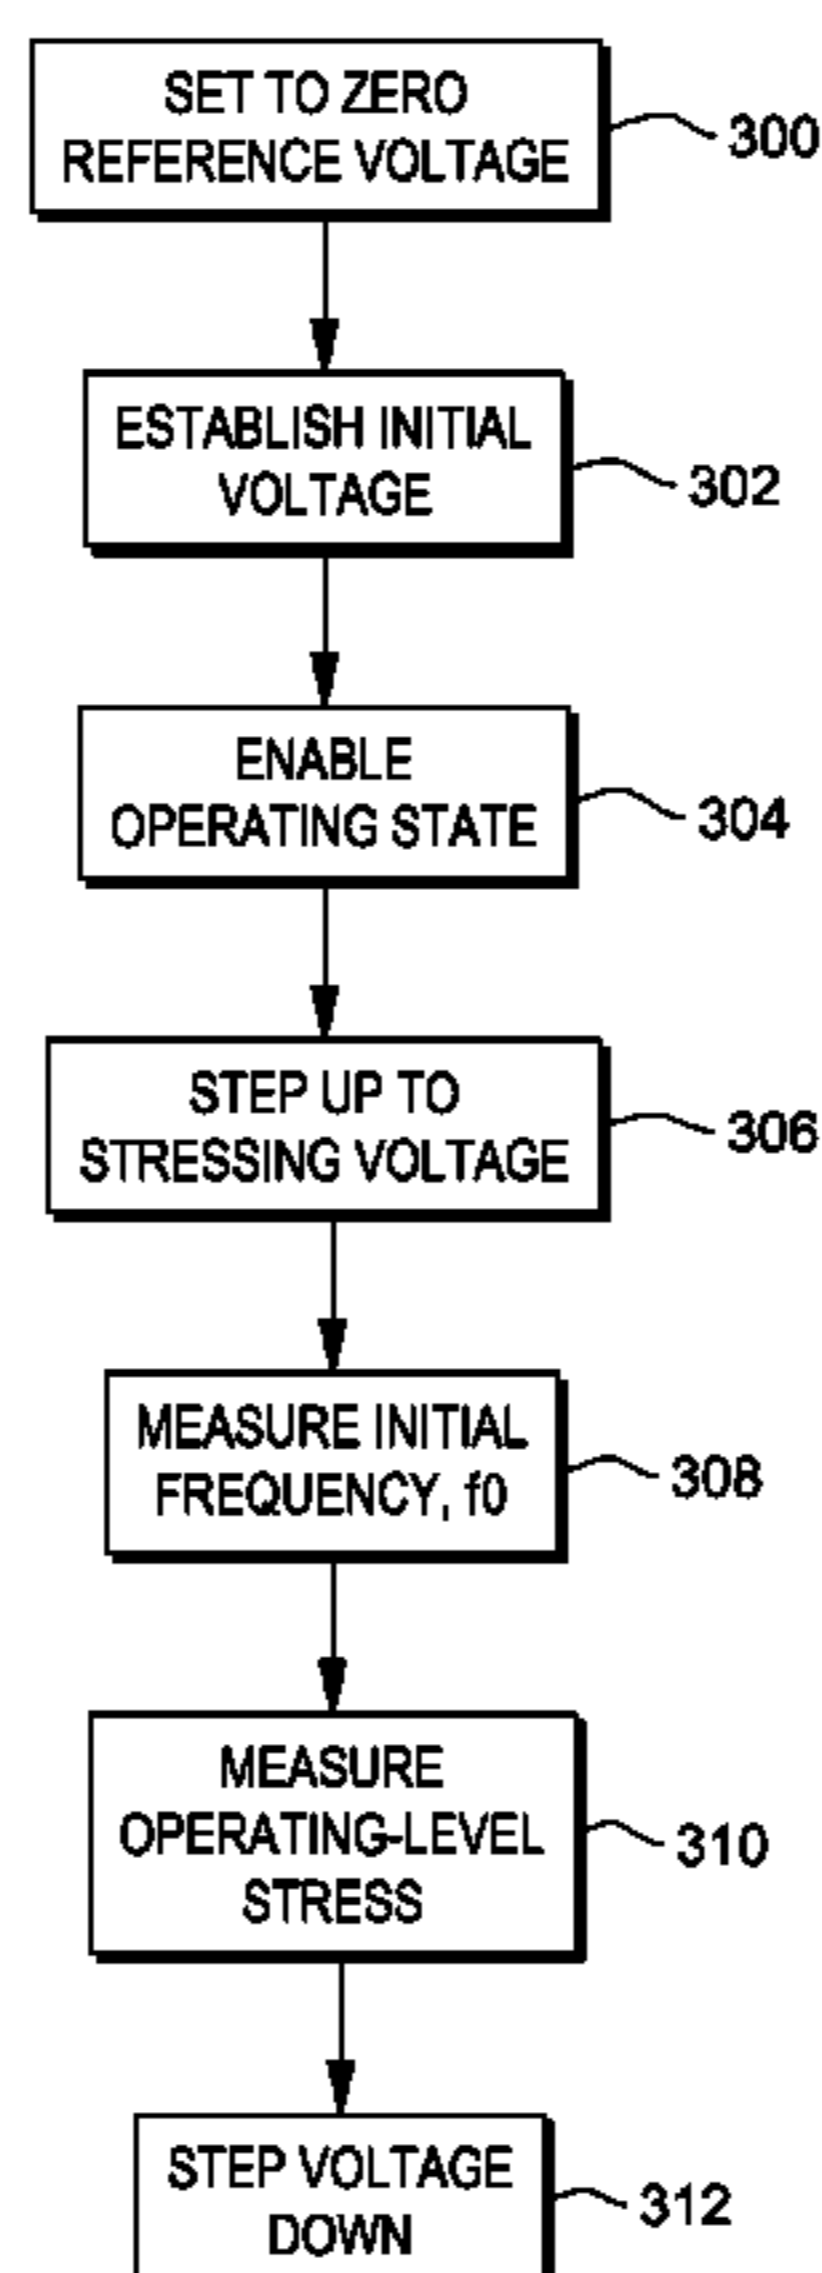 SET TO ZERO
REFERENCE VOLTAGE
300
ESTABLISH INITIAL
VOLTAGE
302
ENABLE
OPERATING STATE
304
STEP UP TO
STRESSING VOLTAGE
306
MEASURE INITIAL
FREQUENCY, f0
308
MEASURE
OPERATING-LEVEL
STRESS
310
STEP VOLTAGE
DOWN
312